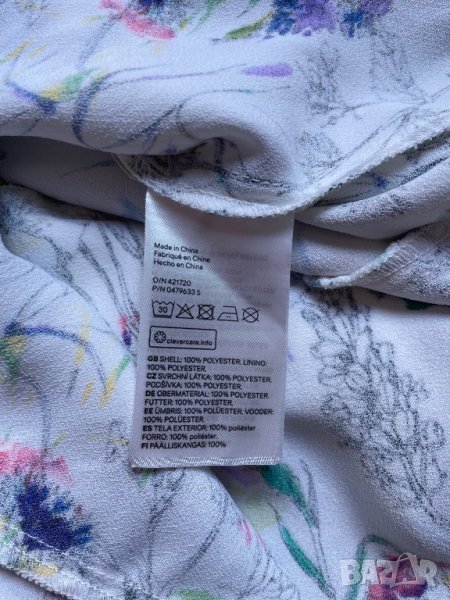 Made in China
Fabriqué en Chine
Hecho en China
O/N 421720
P/N 0479633 5
30
clevercare.info
GB SHELL: 100% POLYESTER; LINING:
100% POLYESTER
CZ SVRCHNÍ LÁTKA: 100% POLYESTER;
PODŠÍVKA: 100% POLYESTER
DE OBERMATERIAL: 100% POLYESTER;
FUTTER: 100% POLYESTER
EE ÜMBRIS: 100% POLÜESTER; VOODER:
100% POLÜESTER
ES TELA EXTERIOR: 100% poliéster
FORRO: 100% poliéster
FI PÄÄLLISKANGAS: 100%
BAZAR